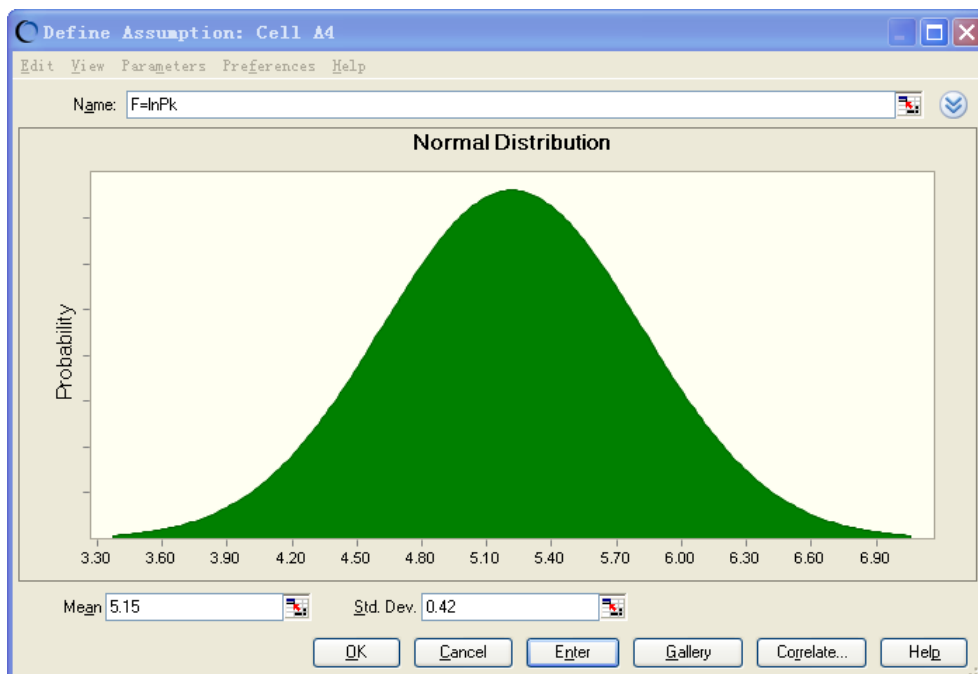 Define Assumption: Cell A4
Edit View Parameters Preferences Help
Name: F=lnPk
Normal Distribution
Probability
3.30 3.60 3.90 4.20 4.50 4.80 5.10 5.40 5.70 6.00 6.30 6.60 6.90
Mean 5.15 Std. Dev. 0.42
OK Cancel Enter Gallery Correlate... Help